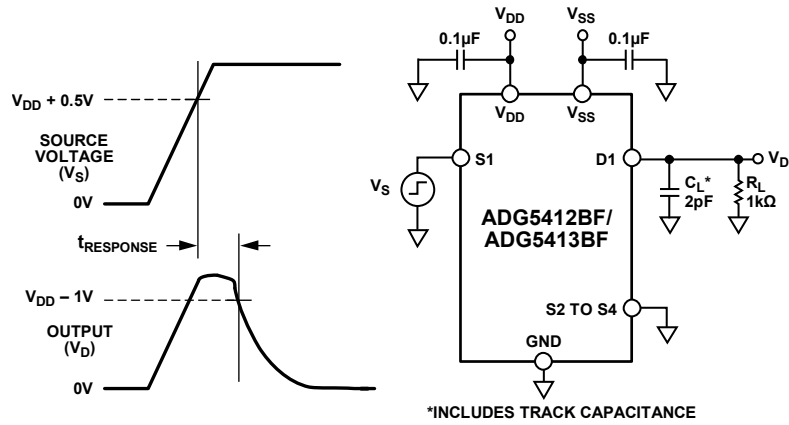 V_DD + 0.5V
SOURCE
VOLTAGE
(V_S)
0V
t_RESPONSE
V_DD – 1V
OUTPUT
(V_D)
0V
V_DD
V_SS
0.1µF
0.1µF
V_DD
V_SS
S1
D1
V_D
V_S
C_L*
2pF
R_L
1kΩ
ADG5412BF/
ADG5413BF
S2 TO S4
GND
*INCLUDES TRACK CAPACITANCE